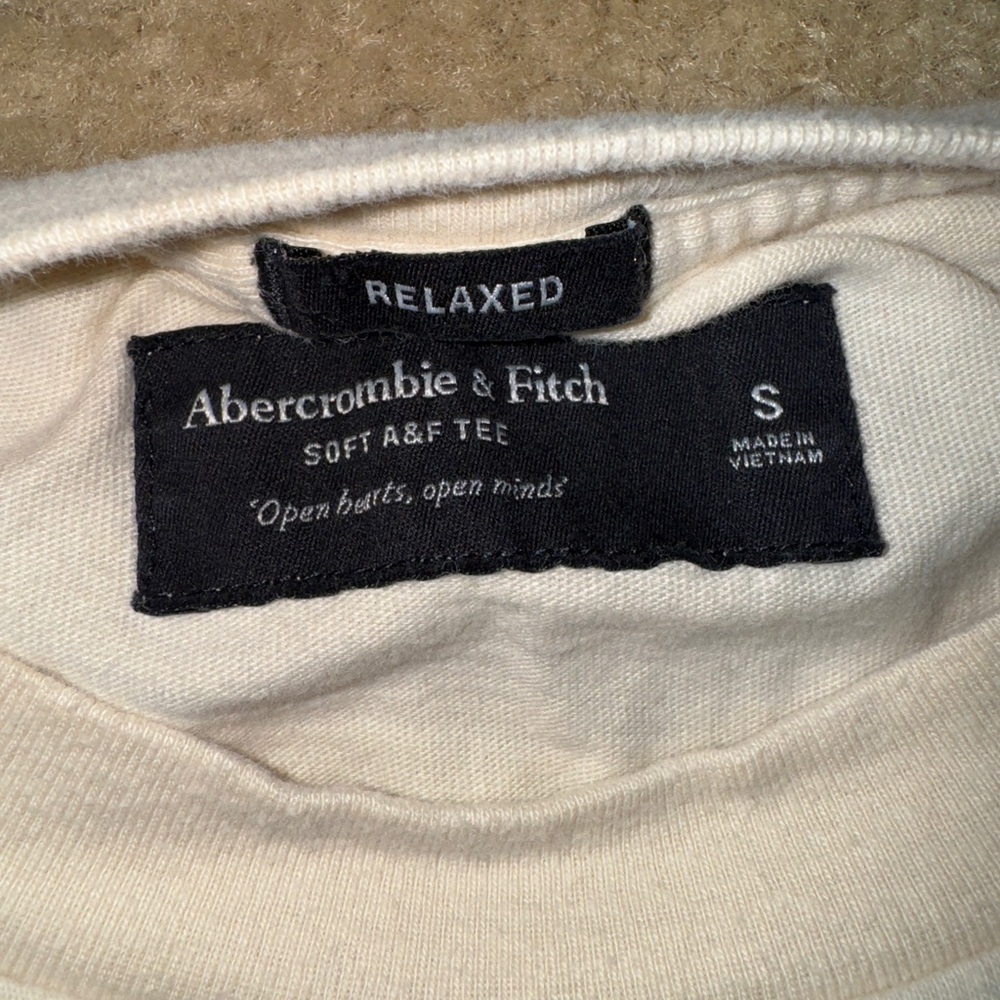 RELAXED
Abercrombie & Fitch
SOFT A&F TEE
"Open hearts, open minds"
S
MADE IN
VIETNAM